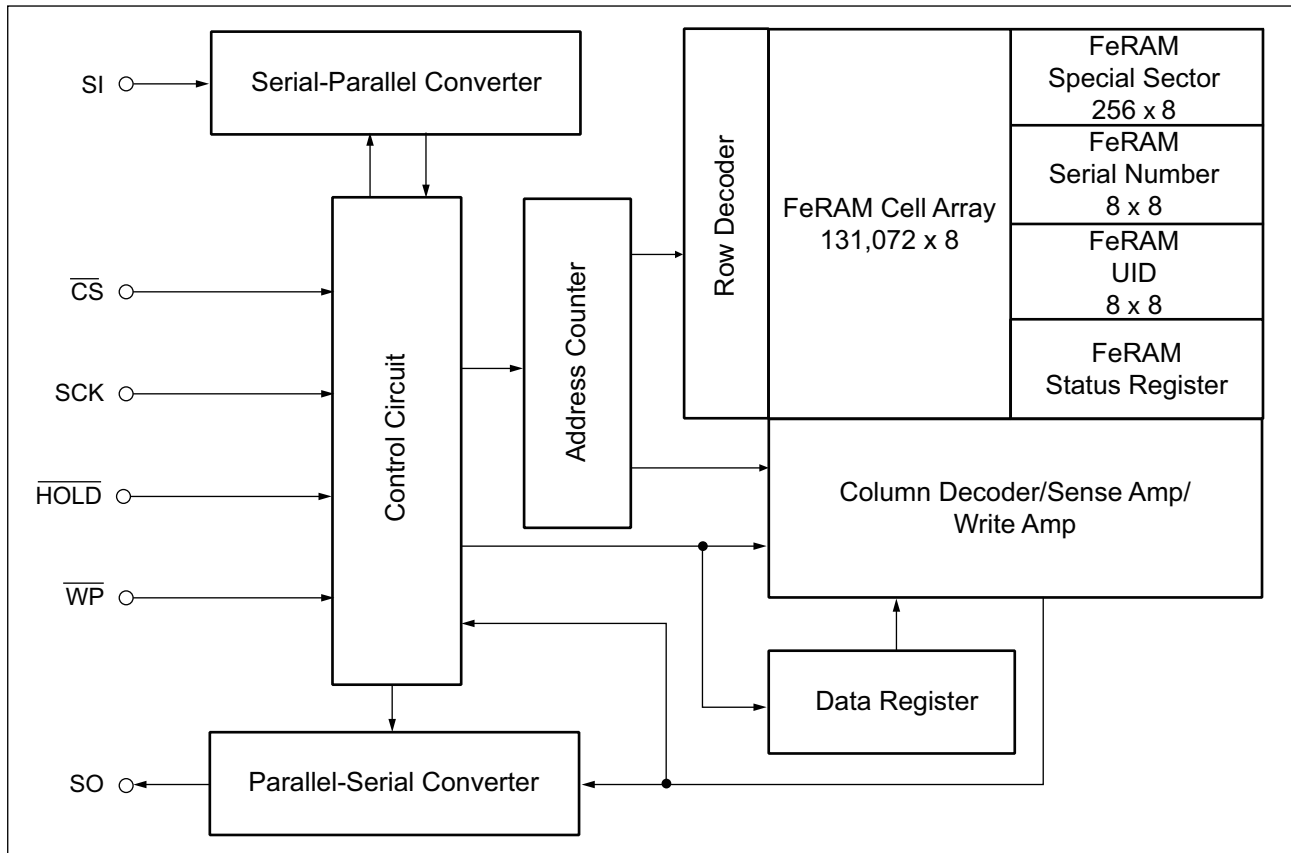 SI
Serial-Parallel Converter
CS
SCK
HOLD
WP
SO
Control Circuit
Address Counter
Row Decoder
FeRAM Cell Array
131,072 x 8
FeRAM
Special Sector
256 x 8
FeRAM
Serial Number
8 x 8
FeRAM
UID
8 x 8
FeRAM
Status Register
Column Decoder/Sense Amp/
Write Amp
Data Register
Parallel-Serial Converter